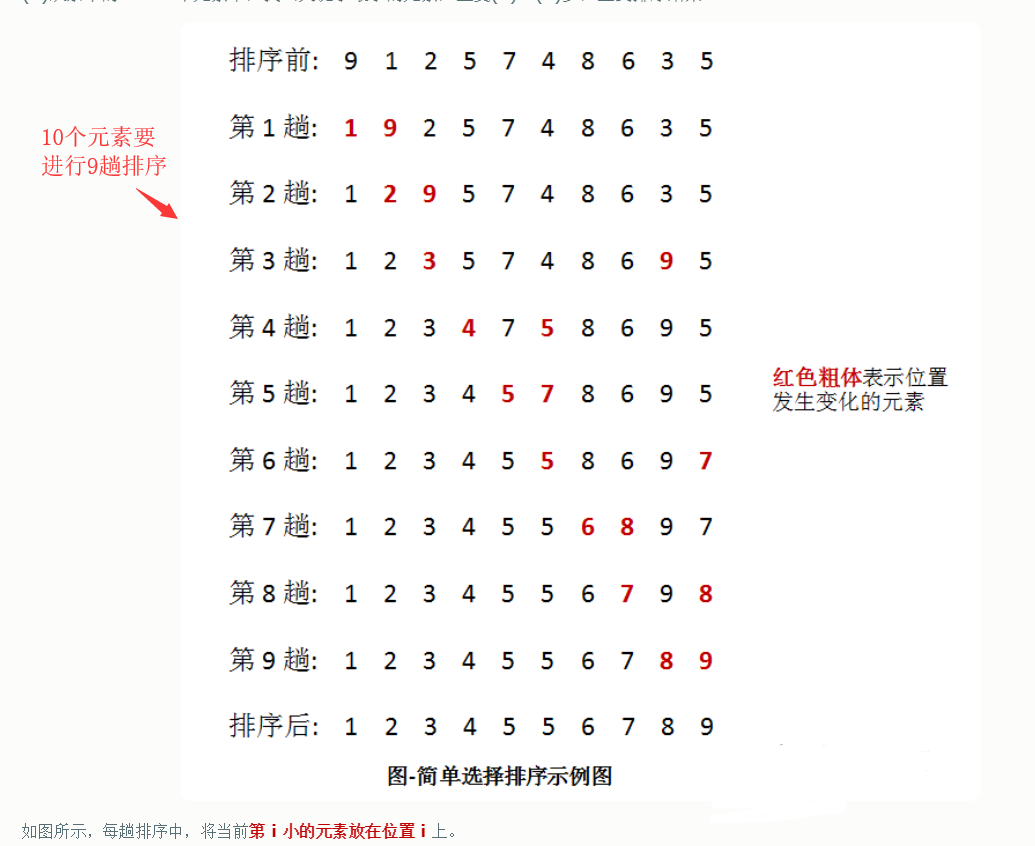 排序前: 9 1 2 5 7 4 8 6 3 5
10个元素要
进行9趟排序
第 1 趟: 1 9 2 5 7 4 8 6 3 5
第 2 趟: 1 2 9 5 7 4 8 6 3 5
第 3 趟: 1 2 3 5 7 4 8 6 9 5
第 4 趟: 1 2 3 4 7 5 8 6 9 5
红色粗体表示位置
发生变化的元素
第 5 趟: 1 2 3 4 5 7 8 6 9 5
第 6 趟: 1 2 3 4 5 5 8 6 9 7
第 7 趟: 1 2 3 4 5 5 6 8 9 7
第 8 趟: 1 2 3 4 5 5 6 7 9 8
第 9 趟: 1 2 3 4 5 5 6 7 8 9
排序后: 1 2 3 4 5 5 6 7 8 9
图-简单选择排序示例图
如图所示，每趟排序中，将当前第 i 小的元素放在位置 i 上。